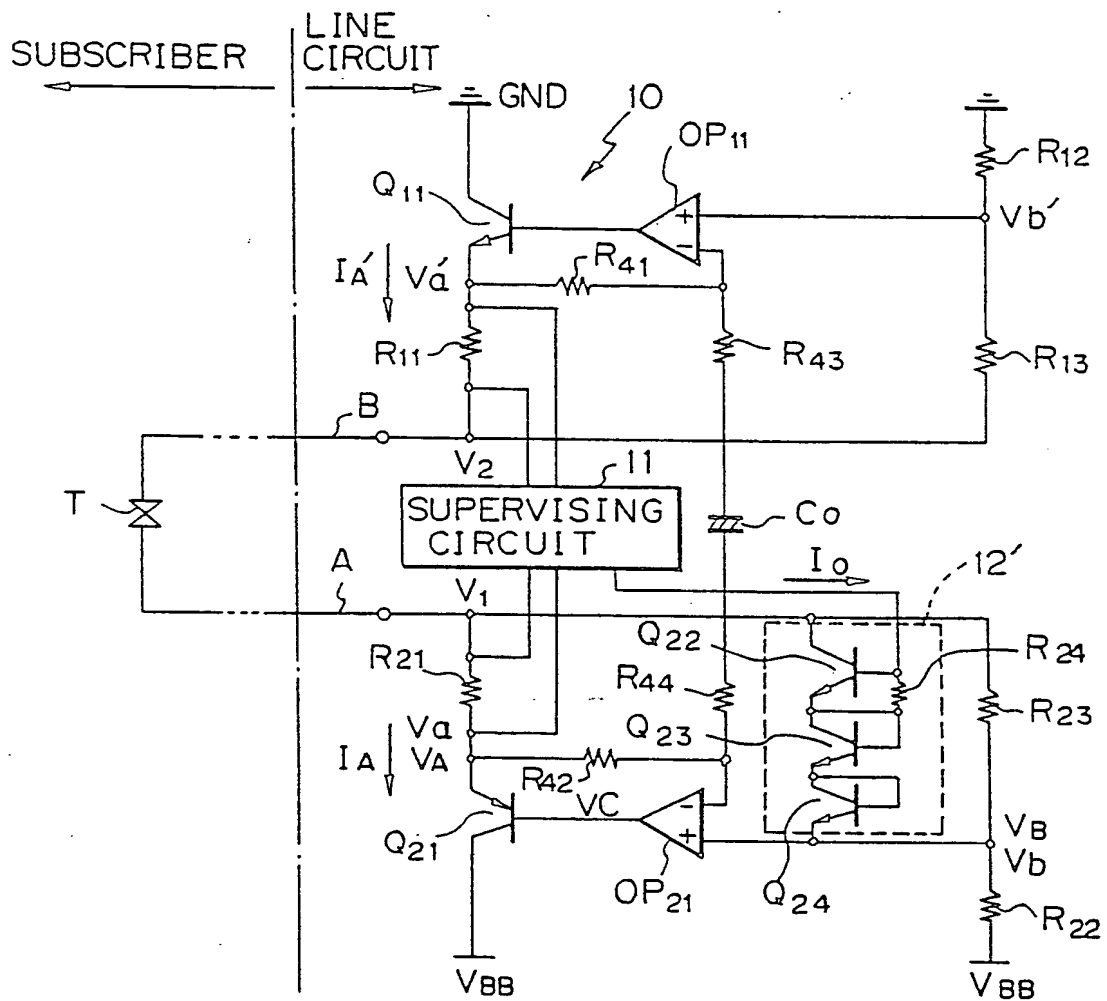 LINE
SUBSCRIBER CIRCUIT
GND
10
OP11
R12
Q11
Vb'
IA' Va' R41
R11
R43
R13
B
V2
11
T
SUPERVISING
CIRCUIT
Co
A
Io
12'
V1
Q22
R24
R21
R44
R23
Q23
Va
IA VA
R42
VC
VB
Q21
Vb
OP21
Q24
R22
VBB
VBB